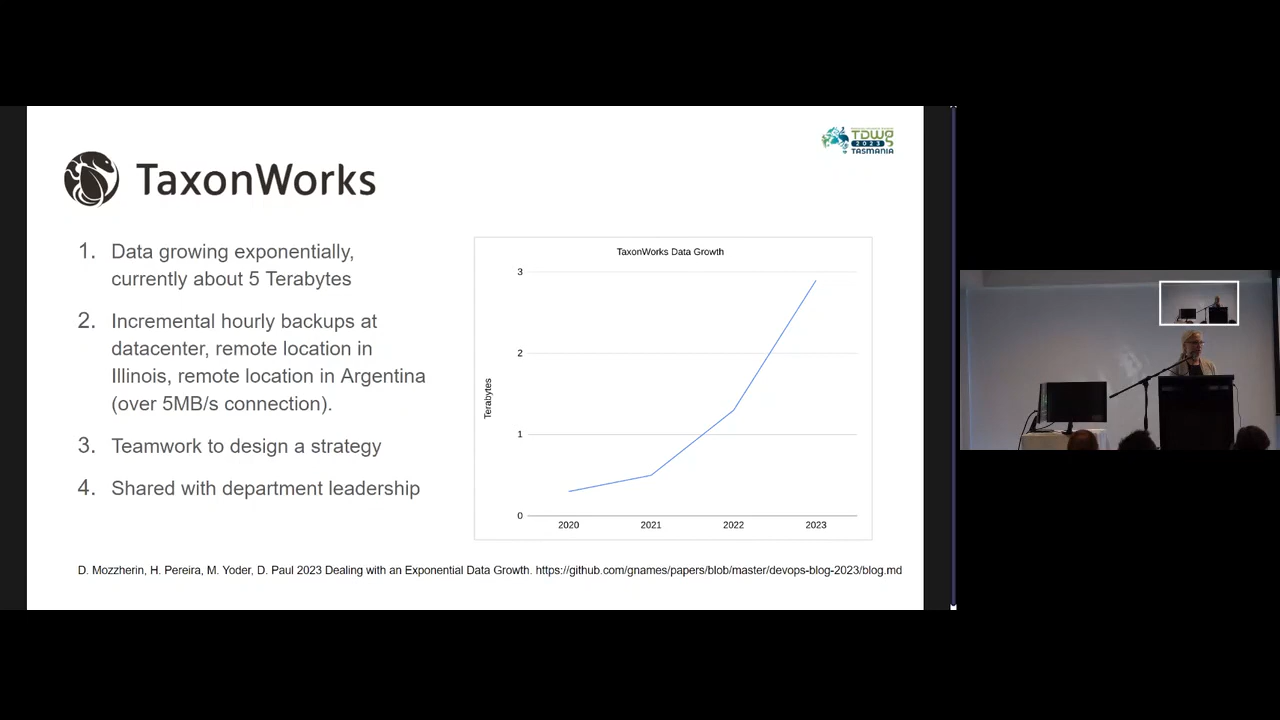 TDWG
2023
TASMANIA
TaxonWorks
1. Data growing exponentially,
currently about 5 Terabytes
2. Incremental hourly backups at
datacenter, remote location in
Illinois, remote location in Argentina
(over 5MB/s connection).
3. Teamwork to design a strategy
4. Shared with department leadership
TaxonWorks Data Growth
Terabytes
3
2
1
0
2020 2021 2022 2023
D. Mozzherin, H. Pereira, M. Yoder, D. Paul 2023 Dealing with an Exponential Data Growth. https://github.com/gnames/papers/blob/master/devops-blog-2023/blog.md